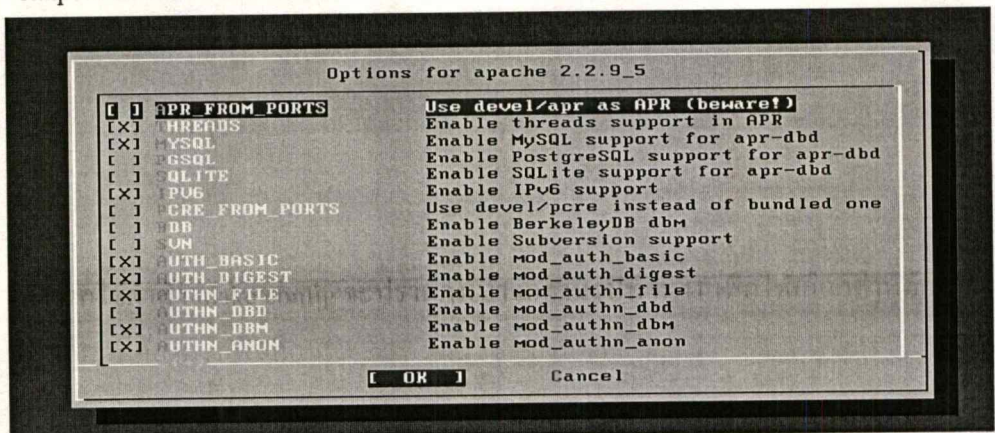 Options for apache 2.2.9_5
[ ] APR_FROM_PORTS Use devel/apr as APR (beware!)
[X] THREADS Enable threads support in APR
[X] MYSQL Enable MySQL support for apr-dbd
[ ] PGSQL Enable PostgreSQL support for apr-dbd
[ ] SQLITE Enable SQLite support for apr-dbd
[X] IPV6 Enable IPv6 support
[ ] PCRE_FROM_PORTS Use devel/pcre instead of bundled one
[ ] BDB Enable BerkeleyDB dbm
[ ] SVN Enable Subversion support
[X] AUTH_BASIC Enable mod_auth_basic
[X] AUTH_DIGEST Enable mod_auth_digest
[X] AUTHN_FILE Enable mod_authn_file
[ ] AUTHN_DBD Enable mod_authn_dbd
[X] AUTHN_DBM Enable mod_authn_dbm
[X] AUTHN_ANON Enable mod_authn_anon
[ OK ] Cancel